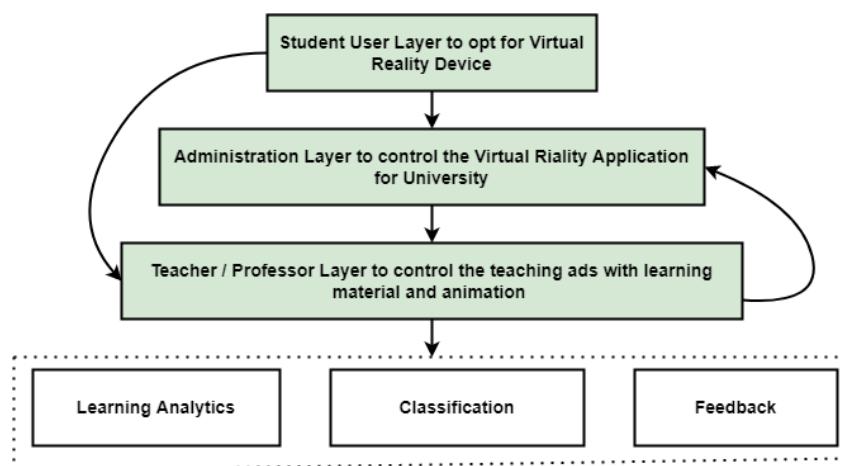 Student User Layer to opt for Virtual
Reality Device
Administration Layer to control the Virtual Riality Application
for University
Teacher / Professor Layer to control the teaching ads with learning
material and animation
Learning Analytics
Classification
Feedback